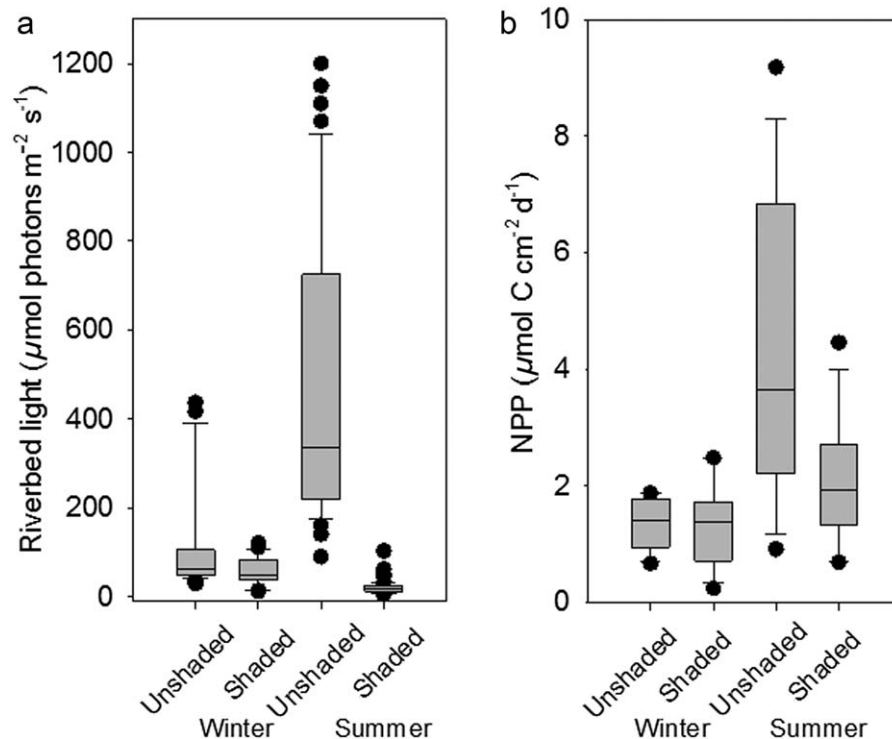 a
Riverbed light (µmol photons m⁻² s⁻¹)
1200
1000
800
600
400
200
0
Unshaded
Shaded
Unshaded
Shaded
Winter
Summer
b
NPP (µmol C cm⁻² d⁻¹)
10
8
6
4
2
0
Unshaded
Shaded
Unshaded
Shaded
Winter
Summer